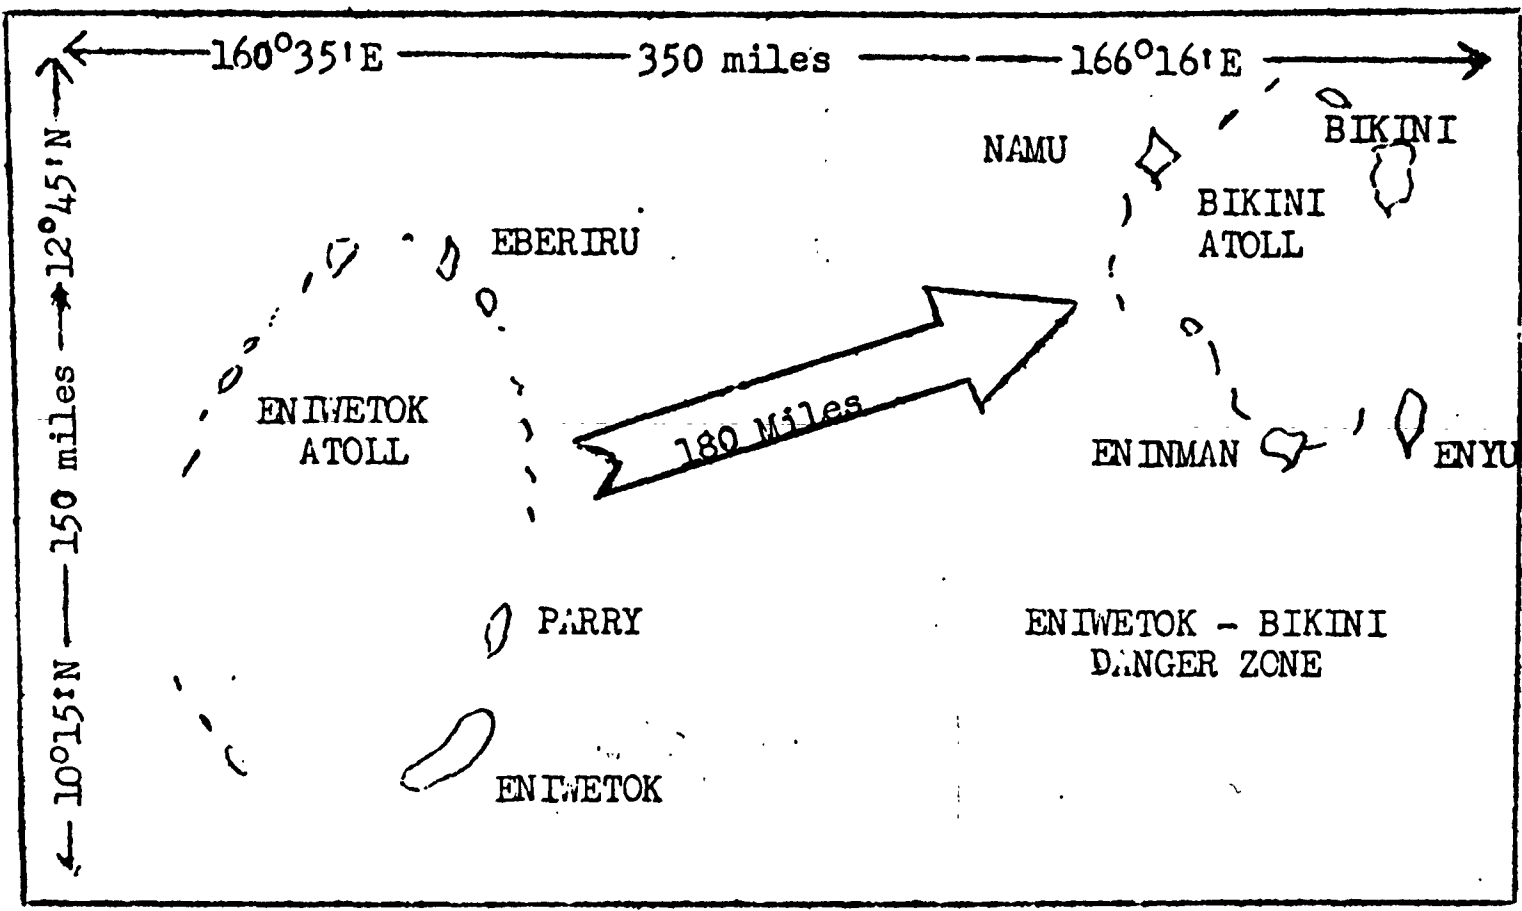 160°35'E 350 miles 166°16'E
12°45'N
150 miles
10°15'N
NAMU
BIKINI
BIKINI
ATOLL
EBERIRU
ENIWETOK
ATOLL
180 Miles
ENINMAN
ENYU
PARRY
ENIWETOK - BIKINI
DANGER ZONE
ENIWETOK